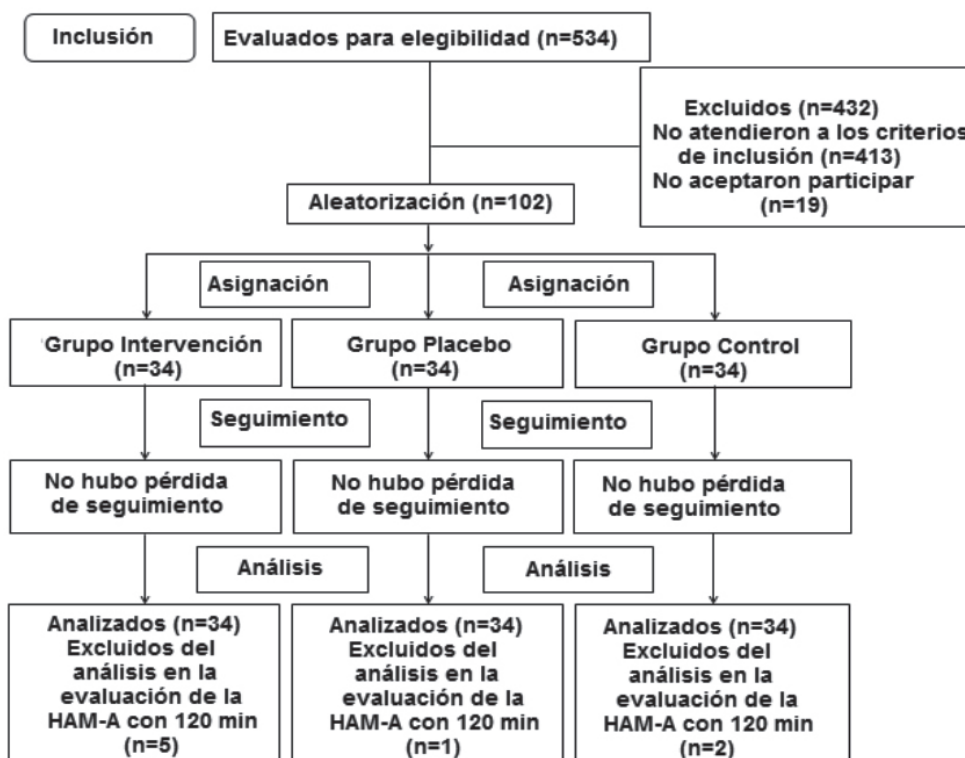 Inclusión
Evaluados para elegibilidad (n=534)
Excluidos (n=432)
No atendieron a los criterios
de inclusión (n=413)
No aceptaron participar
(n=19)
Aleatorización (n=102)
Asignación
Asignación
Grupo Intervención
(n=34)
Grupo Placebo
(n=34)
Grupo Control
(n=34)
Seguimiento
Seguimiento
No hubo pérdida
de seguimiento
No hubo pérdida
de seguimiento
No hubo pérdida
de seguimiento
Análisis
Análisis
Analizados (n=34)
Excluidos del
análisis en la
evaluación de la
HAM-A con 120 min
(n=5)
Analizados (n=34)
Excluidos del
análisis en la
evaluación de la
HAM-A con 120 min
(n=1)
Analizados (n=34)
Excluidos del
análisis en la
evaluación de la
HAM-A con 120 min
(n=2)